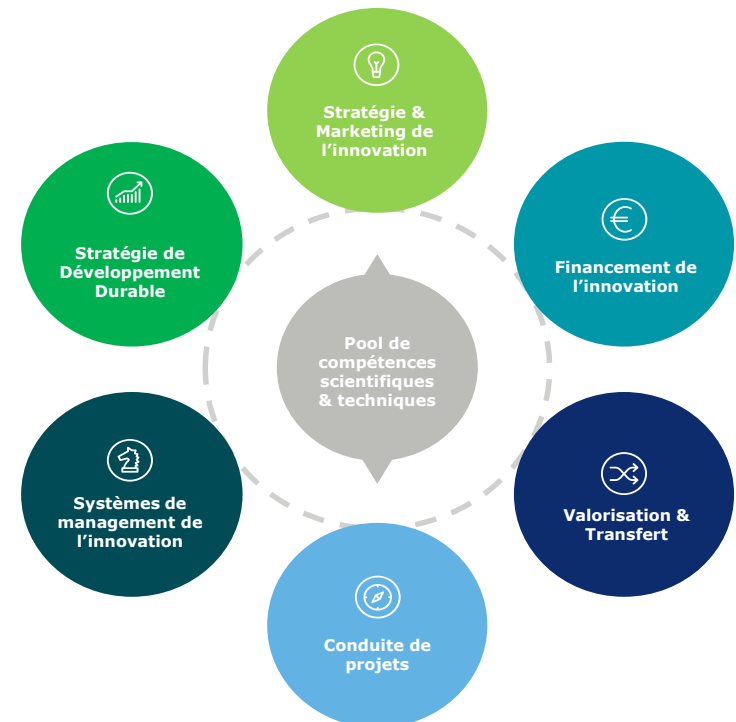 Stratégie &
Marketing de
l’innovation
Financement de
l’innovation
Valorisation &
Transfert
Conduite de
projets
Systèmes de
management de
l’innovation
Stratégie de
Développement
Durable
Pool de
compétences
scientifiques
& techniques